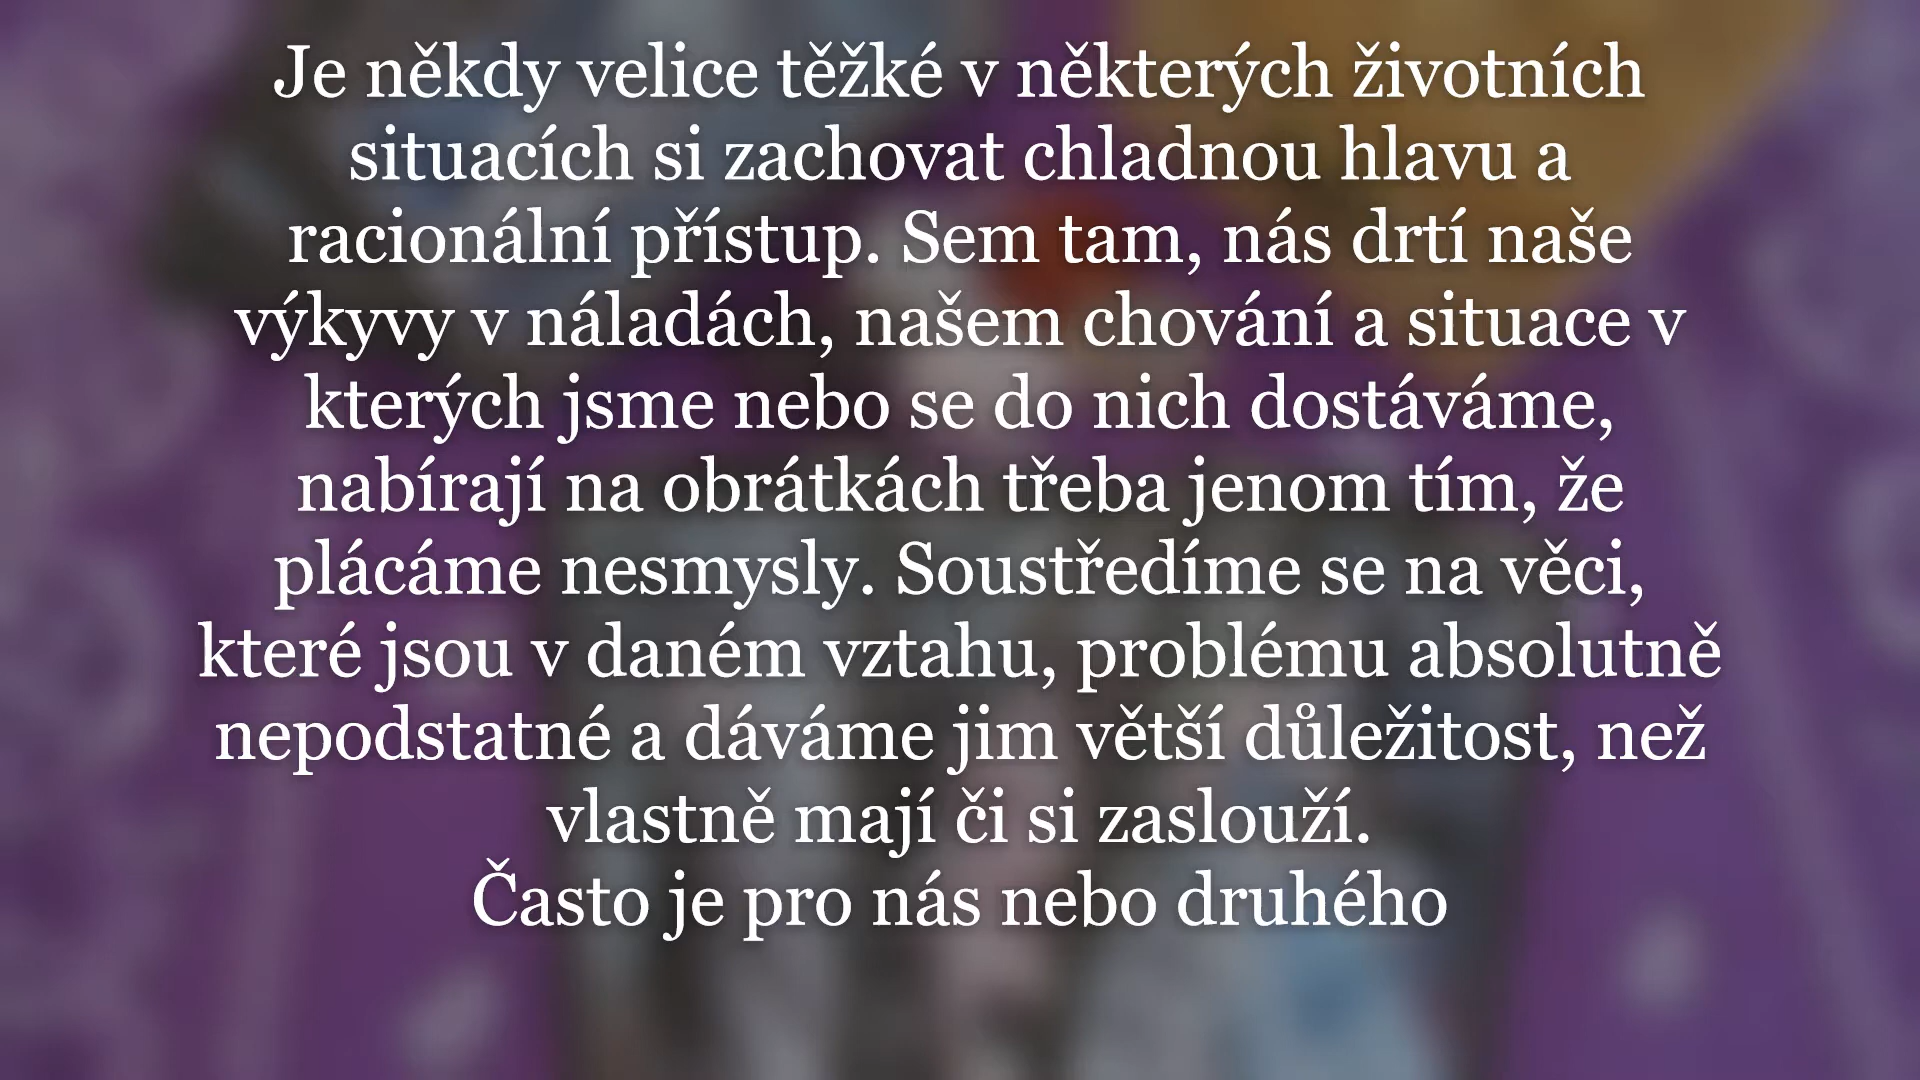 Je někdy velice těžké v některých životních
situacích si zachovat chladnou hlavu a
racionální přístup. Sem tam, nás drtí naše
výkyvy v náladách, našem chování a situace v
kterých jsme nebo se do nich dostáváme,
nabírají na obrátkách třeba jenom tím, že
plácáme nesmysly. Soustředíme se na věci,
které jsou v daném vztahu, problému absolutně
nepodstatné a dáváme jim větší důležitost, než
vlastně mají či si zaslouží.
Často je pro nás nebo druhého